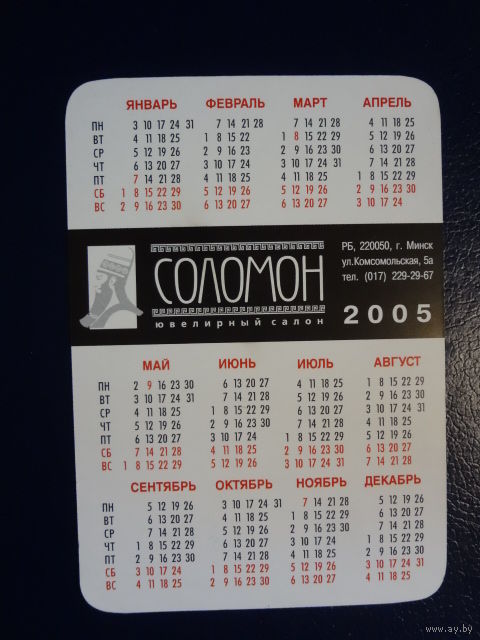 ЯНВАРЬ ФЕВРАЛЬ МАРТ АПРЕЛЬ
ПН 3 10 17 24 31 7 14 21 28 7 14 21 28 4 11 18 25
ВТ 4 11 18 25 1 8 15 22 1 8 15 22 29 5 12 19 26
СР 5 12 19 26 2 9 16 23 2 9 16 23 30 6 13 20 27
ЧТ 6 13 20 27 3 10 17 24 3 10 17 24 31 7 14 21 28
ПТ 7 14 21 28 4 11 18 25 4 11 18 25 1 8 15 22 29
СБ 1 8 15 22 29 5 12 19 26 5 12 19 26 2 9 16 23 30
ВС 2 9 16 23 30 6 13 20 27 6 13 20 27 3 10 17 24
СОЛОМОН
ювелирный салон
РБ, 220050, г. Минск
ул.Комсомольская, 5а
тел. (017) 229-29-67
2005
МАЙ ИЮНЬ ИЮЛЬ АВГУСТ
ПН 2 9 16 23 30 6 13 20 27 4 11 18 25 1 8 15 22 29
ВТ 3 10 17 24 31 7 14 21 28 5 12 19 26 2 9 16 23 30
СР 4 11 18 25 1 8 15 22 29 6 13 20 27 3 10 17 24 31
ЧТ 5 12 19 26 2 9 16 23 30 7 14 21 28 4 11 18 25
ПТ 6 13 20 27 3 10 17 24 1 8 15 22 29 5 12 19 26
СБ 7 14 21 28 4 11 18 25 2 9 16 23 30 6 13 20 27
ВС 1 8 15 22 29 5 12 19 26 3 10 17 24 31 7 14 21 28
СЕНТЯБРЬ ОКТЯБРЬ НОЯБРЬ ДЕКАБРЬ
ПН 5 12 19 26 3 10 17 24 31 7 14 21 28 5 12 19 26
ВТ 6 13 20 27 4 11 18 25 1 8 15 22 29 6 13 20 27
СР 7 14 21 28 5 12 19 26 2 9 16 23 30 7 14 21 28
ЧТ 1 8 15 22 29 6 13 20 27 3 10 17 24 1 8 15 22 29
ПТ 2 9 16 23 30 7 14 21 28 4 11 18 25 2 9 16 23 30
СБ 3 10 17 24 1 8 15 22 29 5 12 19 26 3 10 17 24 31
ВС 4 11 18 25 2 9 16 23 30 6 13 20 27 4 11 18 25
www.ay.by